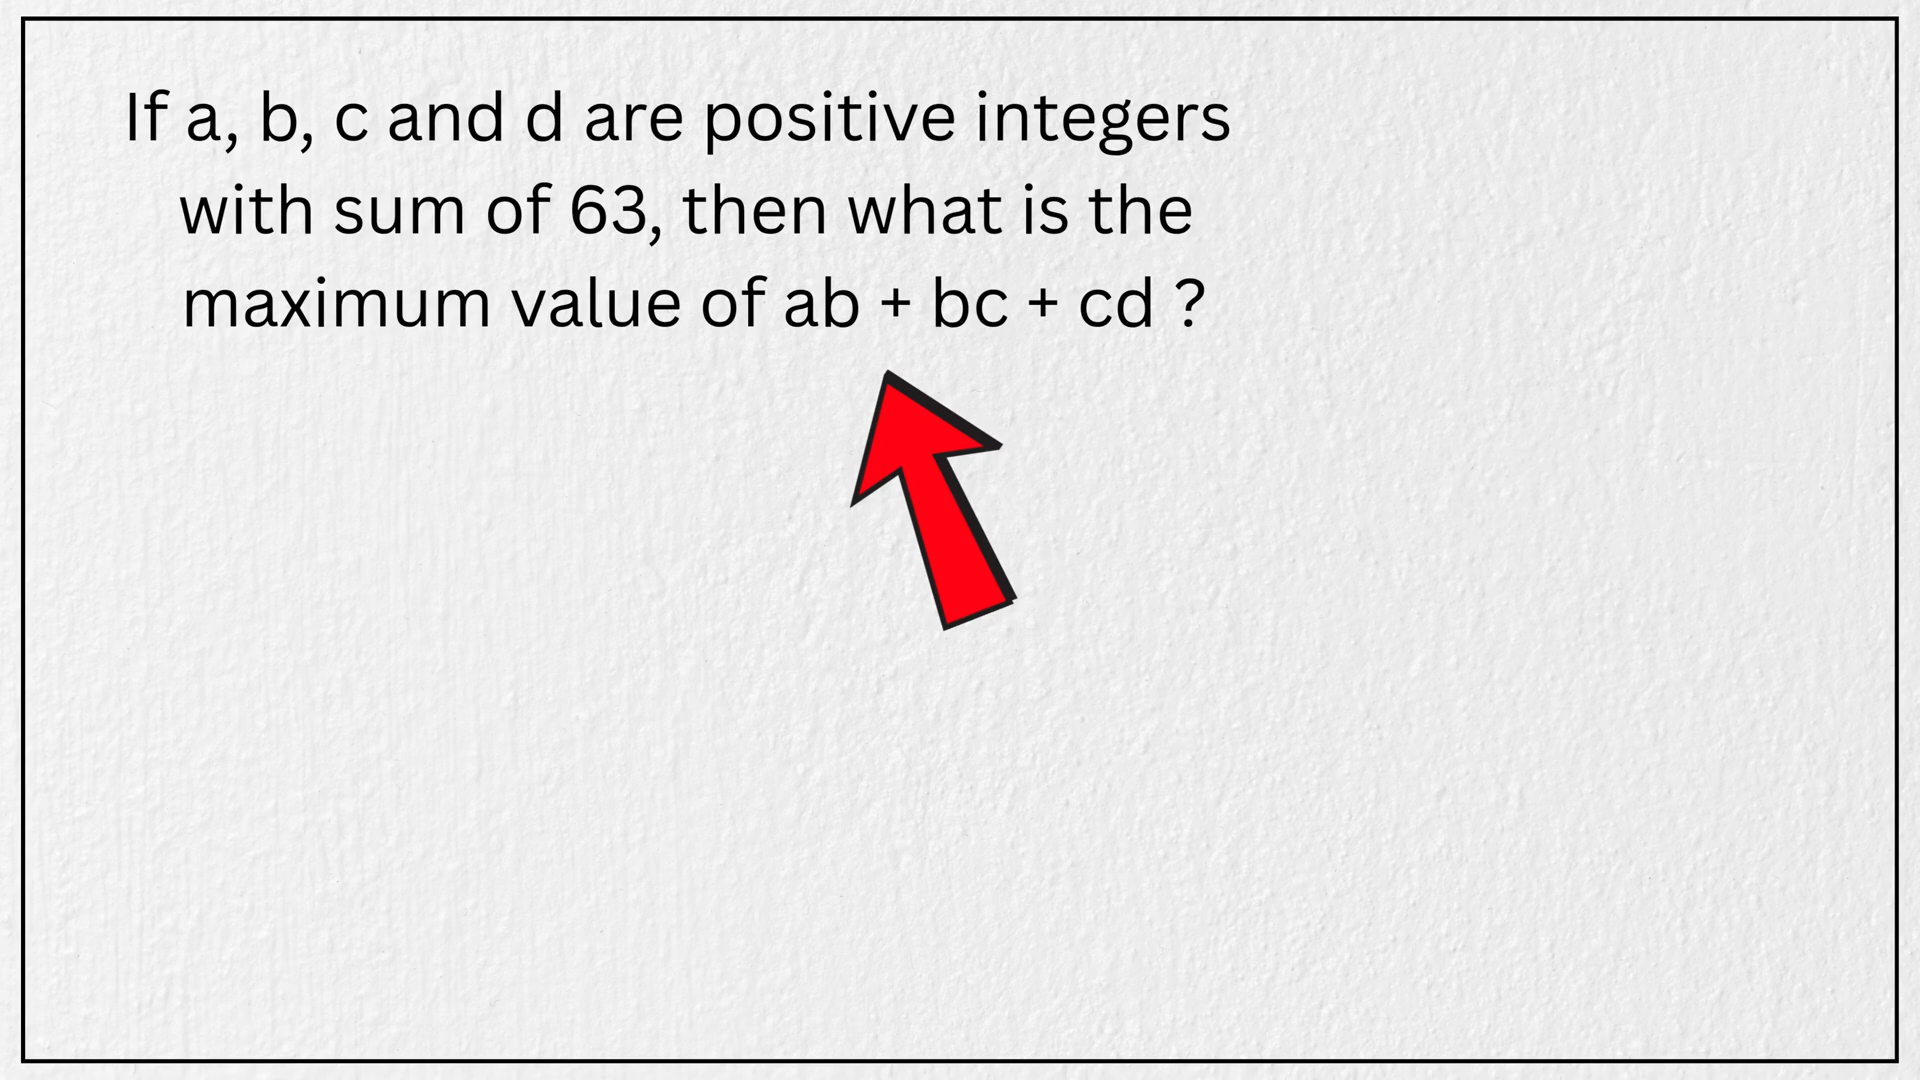 If a, b, c and d are positive integers
with sum of 63, then what is the
maximum value of ab + bc + cd ?